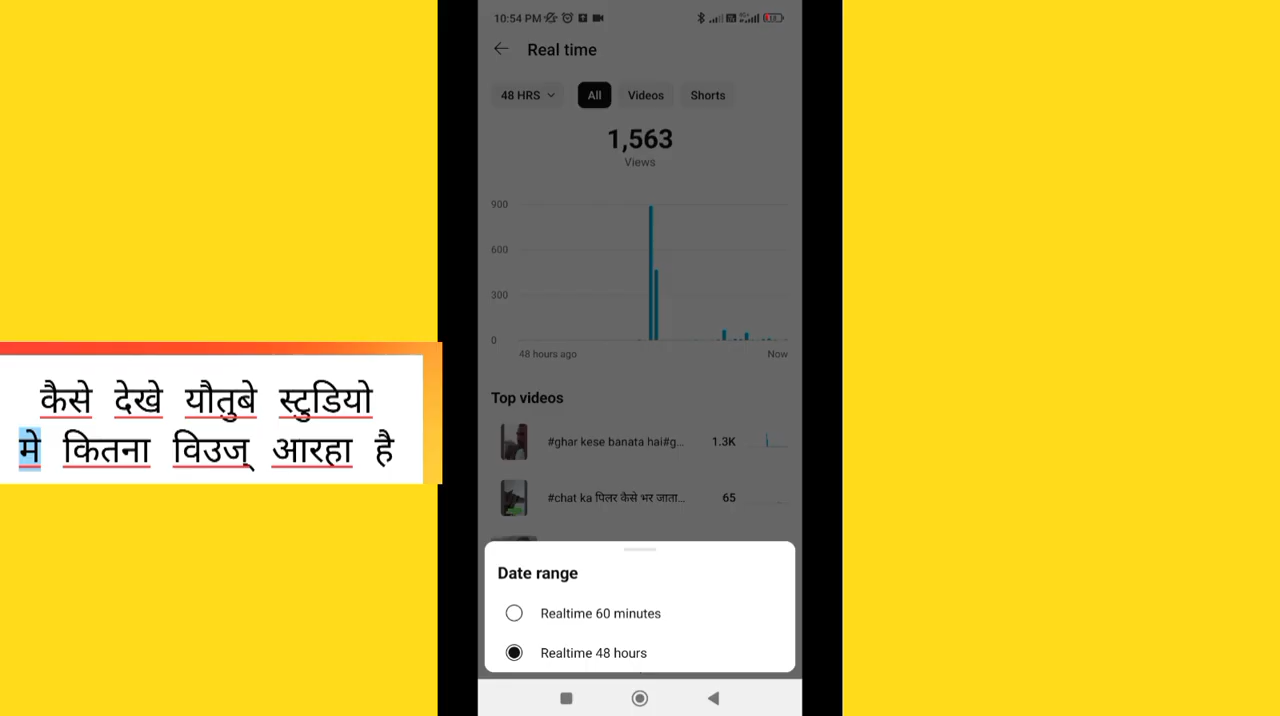 10:54 PM
Real time
48 HRS All Videos Shorts
1,563
Views
900
600
300
0
48 hours ago Now
Top videos
#ghar kese banata hai#g... 1.3K
#chat ka पिलर कैसे भर जाता... 65
Date range
Realtime 60 minutes
Realtime 48 hours
कैसे देखे यौतुबे स्टुडियो
मे कितना विउज् आरहा है